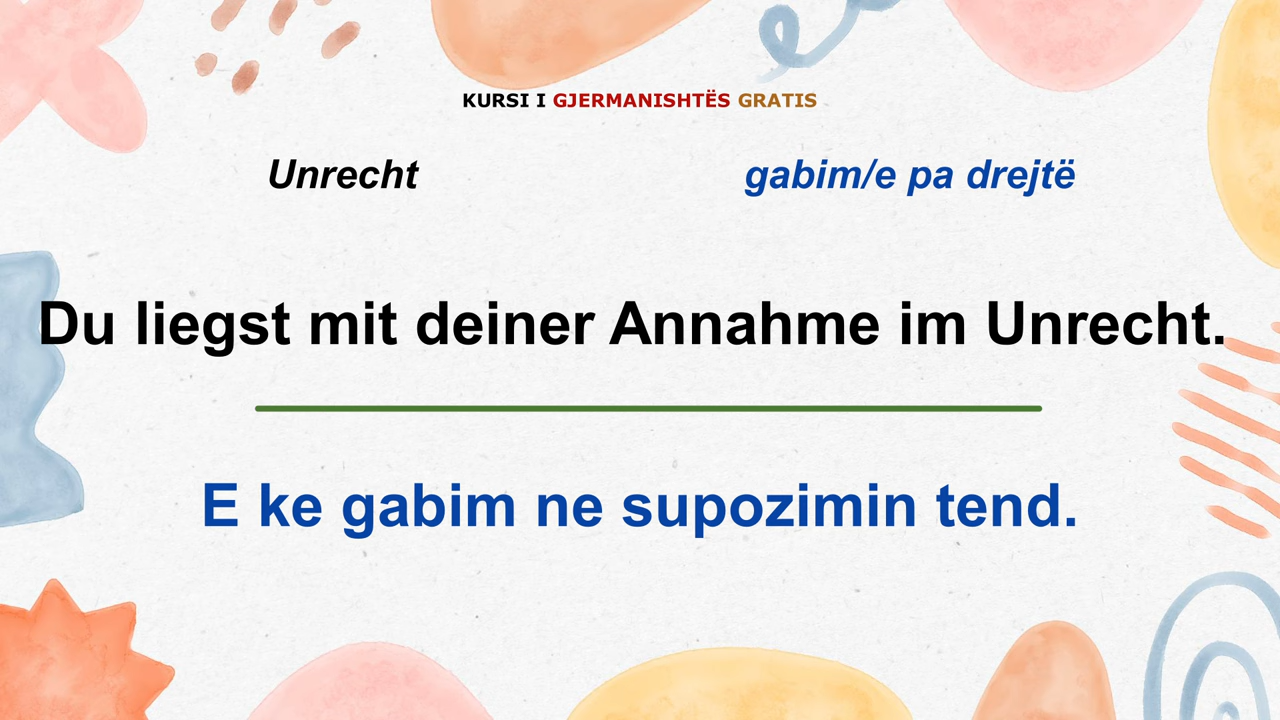 KURSI I GJERMANISHTËS GRATIS
Unrecht gabim/e pa drejtë
Du liegst mit deiner Annahme im Unrecht.
E ke gabim ne supozimin tend.